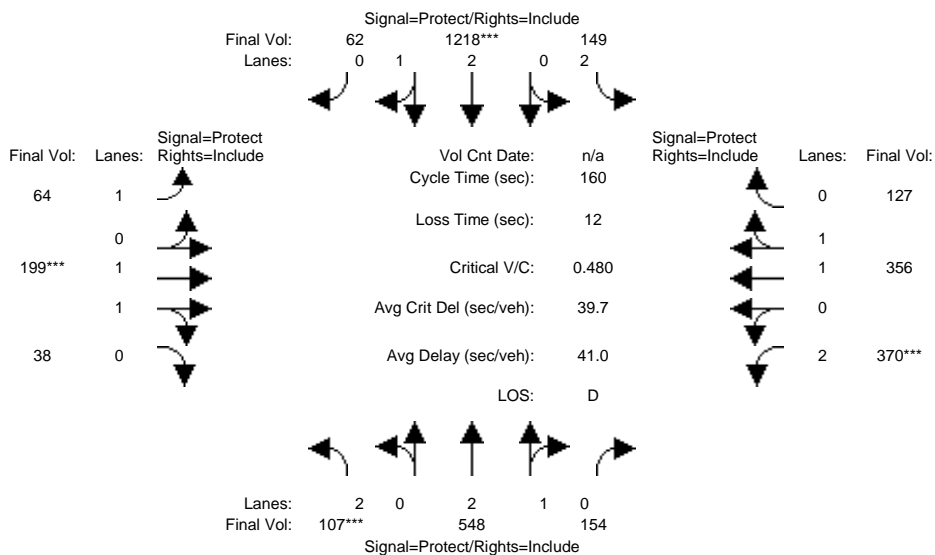 Signal=Protect/Rights=Include
Final Vol: 62 1218*** 149
Lanes: 0 1 2 0 2
Signal=Protect
Final Vol: Lanes: Rights=Include
Vol Cnt Date: n/a
Signal=Protect
Rights=Include Lanes: Final Vol:
Cycle Time (sec): 160
64 1
0 127
Loss Time (sec): 12
0
1
199*** 1
Critical V/C: 0.480
1 356
1
Avg Crit Del (sec/veh): 39.7
0
38 0
Avg Delay (sec/veh): 41.0
2 370***
LOS: D
Lanes: 2 0 2 1 0
Final Vol: 107*** 548 154
Signal=Protect/Rights=Include